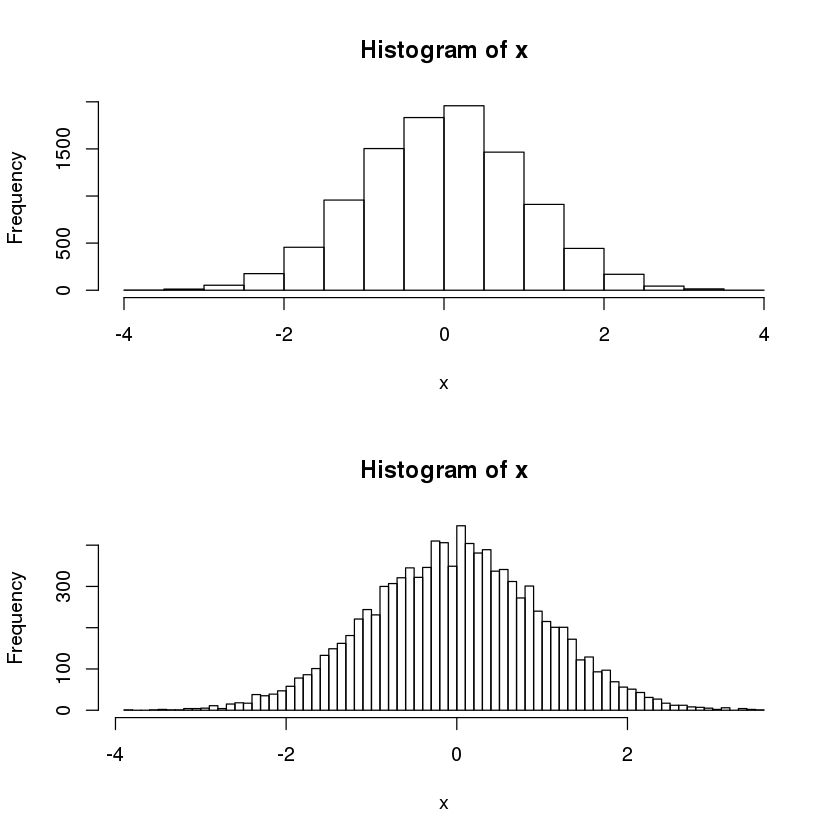 Histogram of x
Frequency
1500
500
0
-4 -2 0 2 4
x
Histogram of x
Frequency
300
100
0
-4 -2 0 2
x